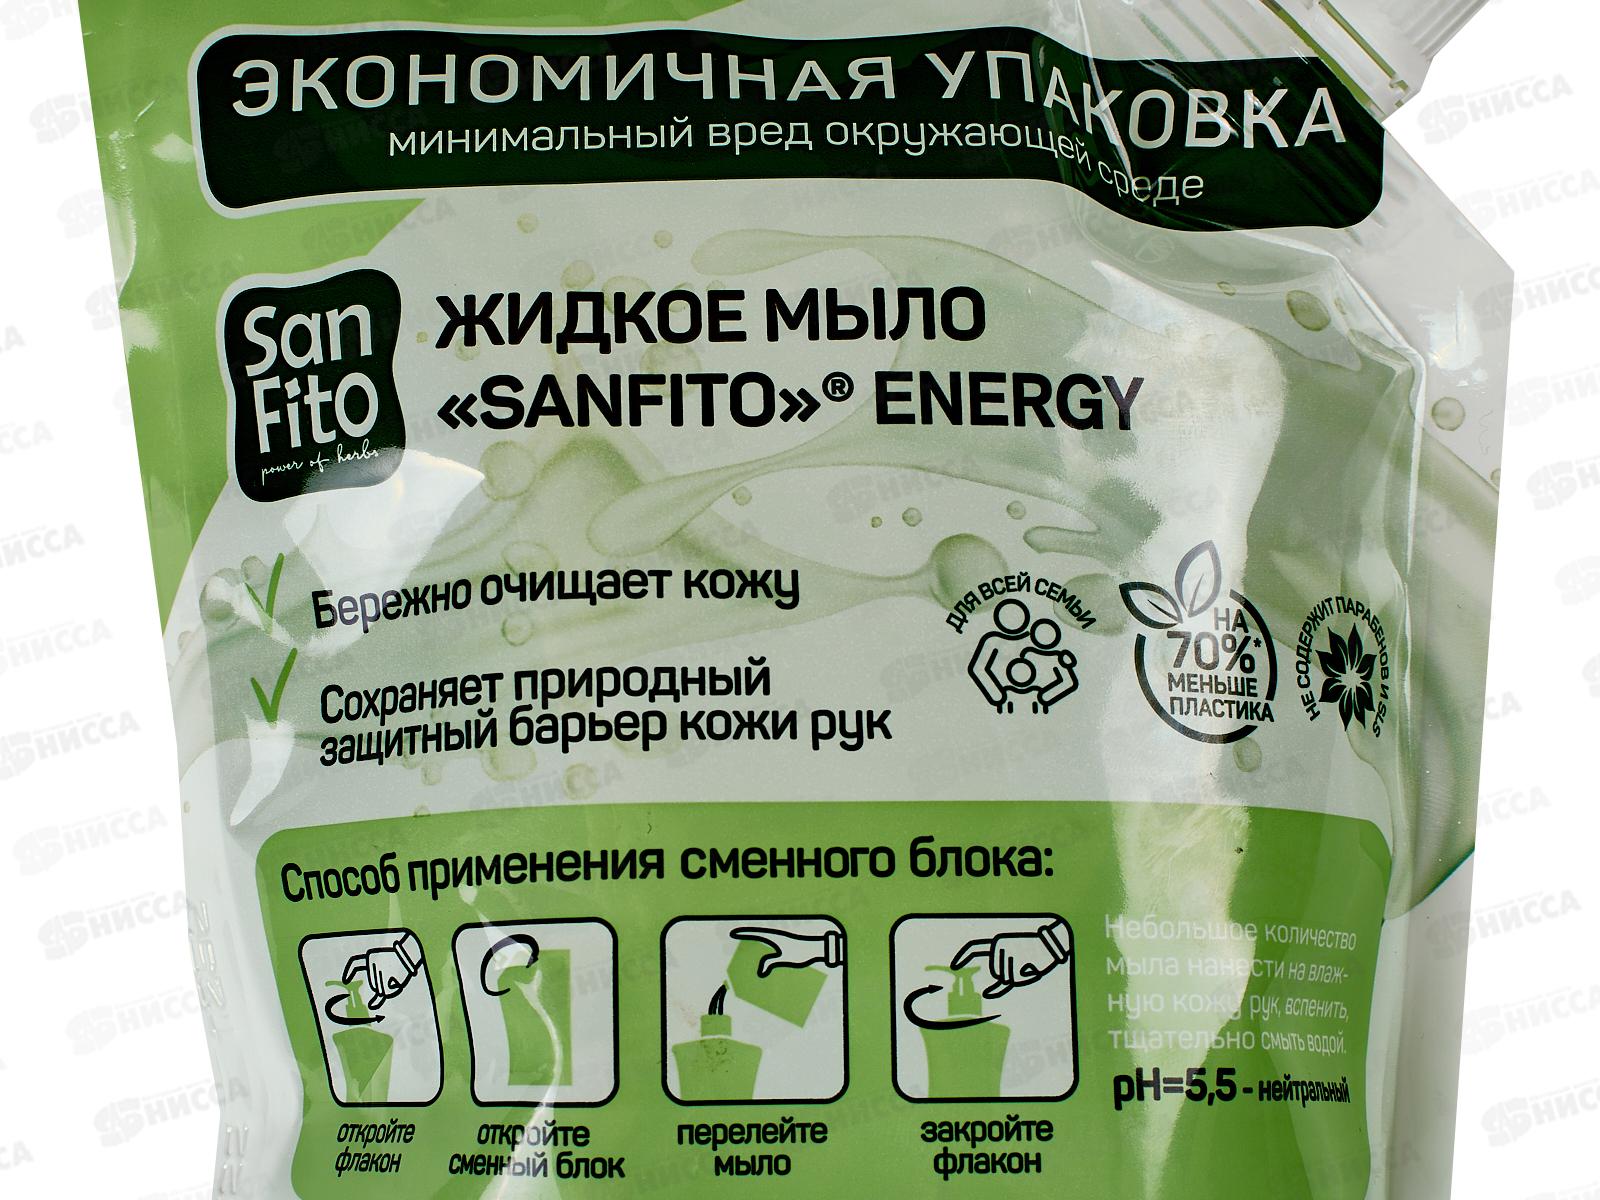 ЭКОНОМИЧНАЯ УПАКОВКА
минимальный вред окружающей среде
San
Fito
power of herbs
ЖИДКОЕ МЫЛО
«SANFITO»® ENERGY
Бережно очищает кожу
Сохраняет природный
защитный барьер кожи рук
ДЛЯ ВСЕЙ СЕМЬИ
НА
70%*
МЕНЬШЕ
ПЛАСТИКА
НЕ СОДЕРЖИТ ПАРАБЕНОВ И SLS
Способ применения сменного блока:
откройте
флакон
откройте
сменный блок
перелейте
мыло
закройте
флакон
Небольшое количество
мыла нанести на влаж-
ную кожу рук, вспенить,
тщательно смыть водой.
pH=5,5 - нейтральный
НИССА